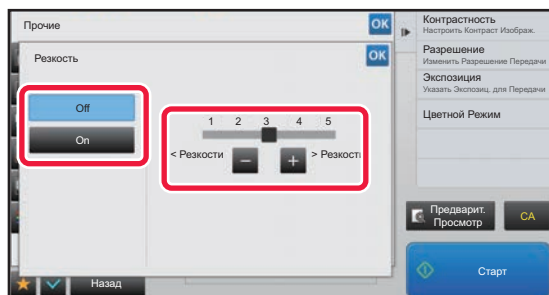 Прочие
OK
Резкость
OK
Off
On
1 2 3 4 5
< Резкости
−
+
> Резкости
Назад
Контрастность
Настроить Контраст Изображ.
Разрешение
Изменить Разрешение Передачи
Экспозиция
Указать Экспозиц. для Передачи
Цветной Режим
Предварит.
Просмотр
CA
Старт